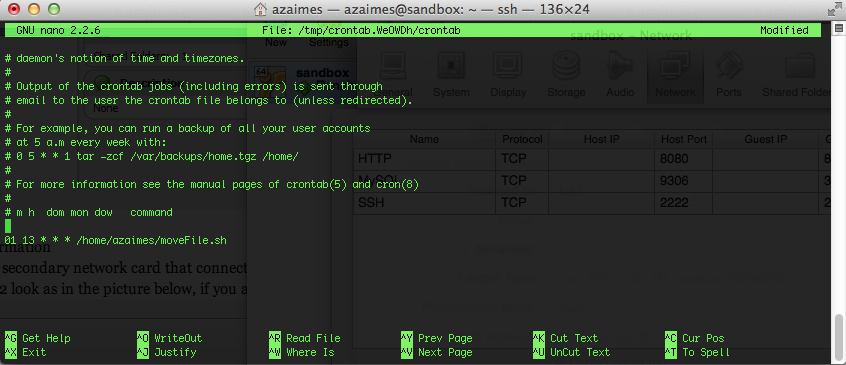 azaimes — azaimes@sandbox: ~ — ssh — 136×24
GNU nano 2.2.6 File: /tmp/crontab.WeOWDh/crontab Modified
New Settings
sandbox – Network
# daemon's notion of time and timezones.
#
# Output of the crontab jobs (including errors) is sent through
# email to the user the crontab file belongs to (unless redirected).
#
# For example, you can run a backup of all your user accounts
# at 5 a.m every week with:
# 0 5 * * 1 tar -zcf /var/backups/home.tgz /home/
#
# For more information see the manual pages of crontab(5) and cron(8)
#
# m h dom mon dow command
01 13 * * * /home/azaimes/moveFile.sh
64
sandbox
None
General System Display Storage Audio Network Ports Shared Folder
Name Protocol Host IP Host Port Guest IP G
HTTP TCP 8080 8
MySQL TCP 9306 3
SSH TCP 2222 2
mation
secondary network card that connect
2 look as in the picture below, if you a
^G Get Help ^O WriteOut ^R Read File ^Y Prev Page ^K Cut Text ^C Cur Pos
^X Exit ^J Justify ^W Where Is ^V Next Page ^U UnCut Text ^T To Spell